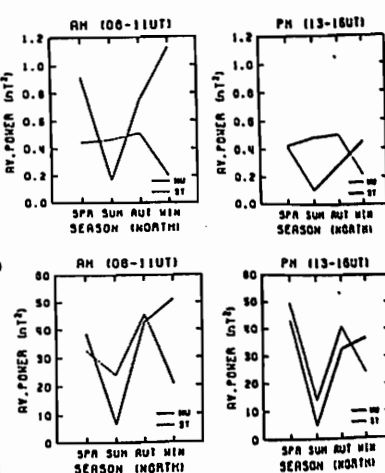 AM (06-11UT)
1.2
1.0
0.8
0.6
0.4
0.2
0.0
AV.POWER (nT²)
SPR SUM AUT WIN
SEASON (NORTH)
ST
PM (13-16UT)
1.2
1.0
0.8
0.6
0.4
0.2
0.0
AV.POWER (nT²)
SPR SUM AUT WIN
SEASON (NORTH)
ST
)
AM (06-11UT)
60
50
40
30
20
10
0
AV.POWER (nT²)
SPR SUM AUT WIN
SEASON (NORTH)
ST
PM (13-16UT)
60
50
40
30
20
10
0
AV.POWER (nT²)
SPR SUM AUT WIN
SEASON (NORTH)
ST